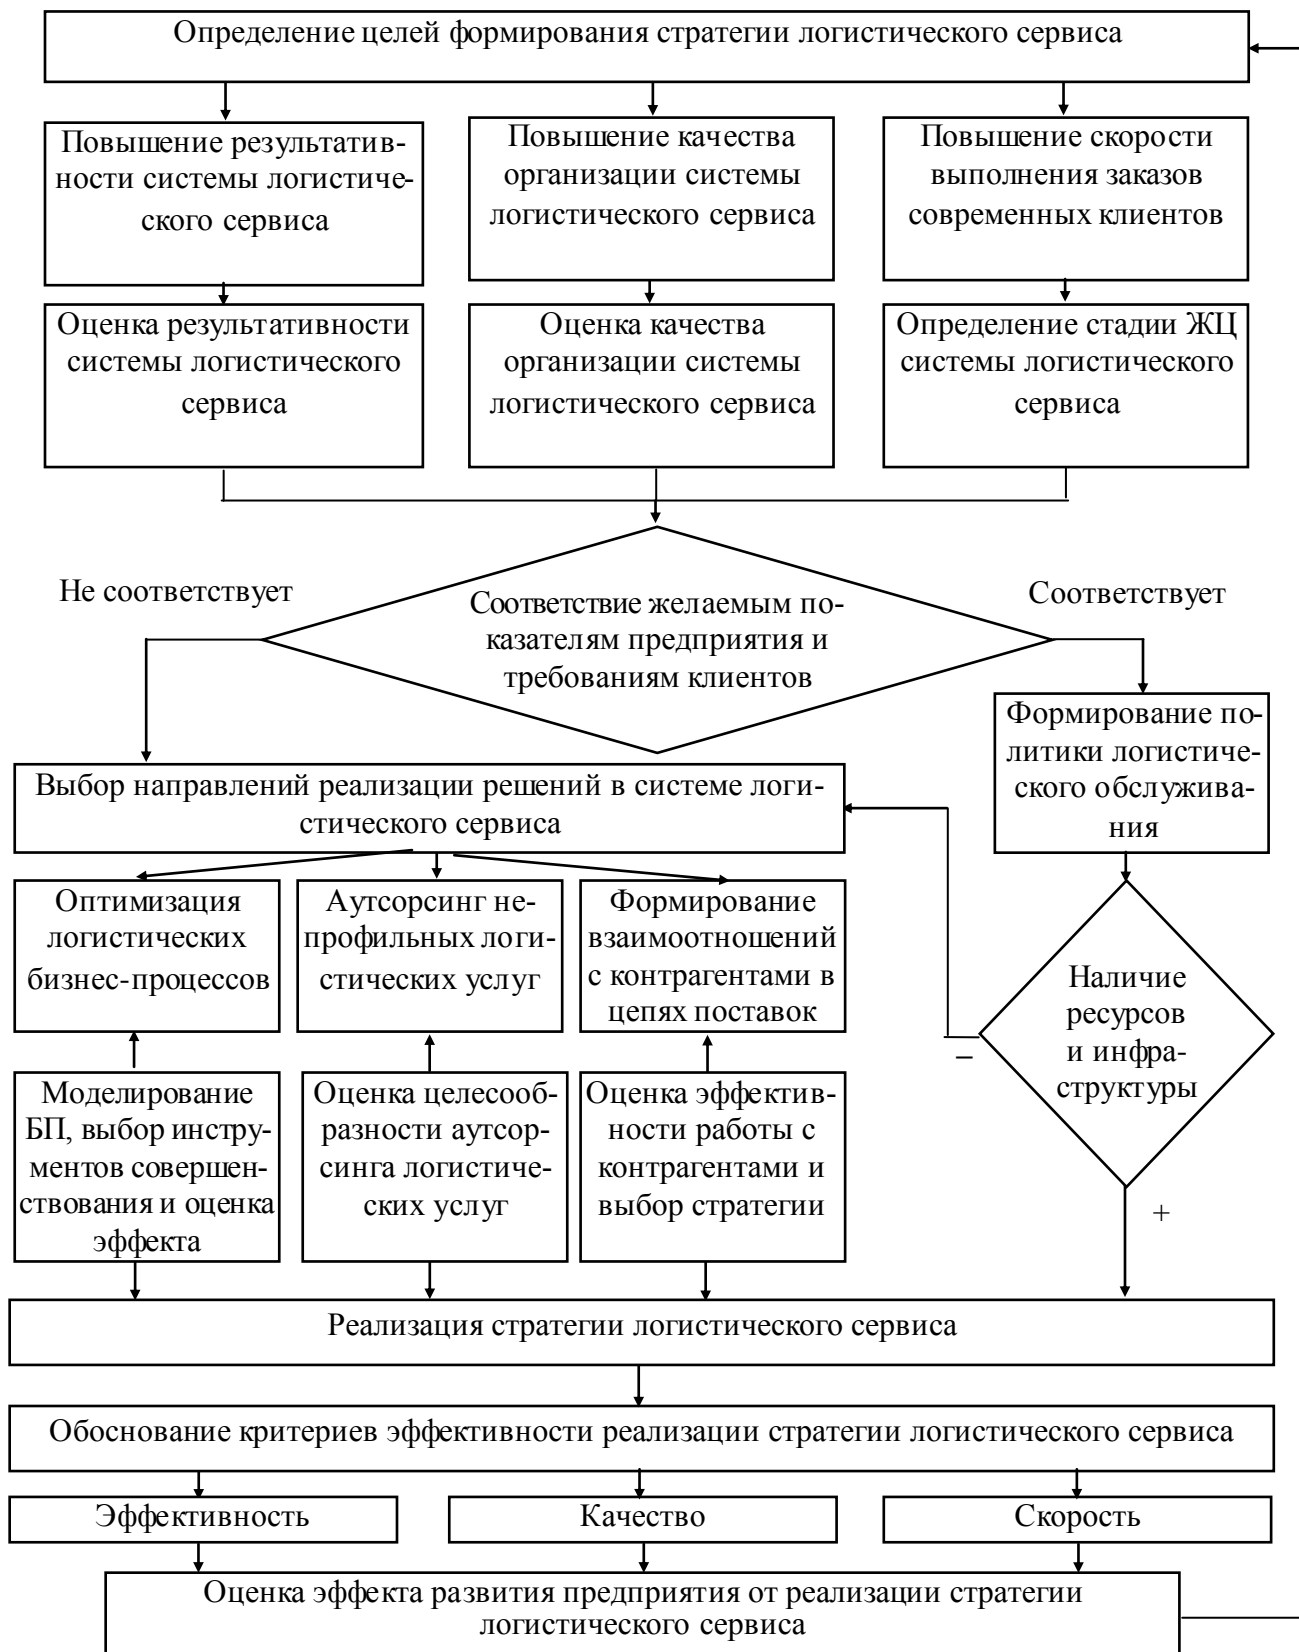 Определение целей формирования стратегии логистического сервиса
Повышение результатив-
ности системы логистиче-
ского сервиса
Повышение качества
организации системы
логистического сервиса
Повышение скорости
выполнения заказов
современных клиентов
Оценка результативности
системы логистического
сервиса
Оценка качества
организации системы
логистического сервиса
Определение стадии ЖЦ
системы логистического
сервиса
Не соответствует
Соответствие желаемым по-
казателям предприятия и
требованиям клиентов
Соответствует
Формирование по-
литики логистиче-
ского обслужива-
ния
Выбор направлений реализации решений в системе логи-
стического сервиса
Оптимизация
логистических
бизнес-процессов
Аутсорсинг не-
профильных логи-
стических услуг
Формирование
взаимоотношений
с контрагентами в
цепях поставок
Наличие
ресурсов
и инфра-
структуры
–
Моделирование
БП, выбор инстру-
ментов совершен-
ствования и оценка
эффекта
Оценка целесооб-
разности аутсор-
синга логистиче-
ских услуг
Оценка эффектив-
ности работы с
контрагентами и
выбор стратегии
+
Реализация стратегии логистического сервиса
Обоснование критериев эффективности реализации стратегии логистического сервиса
Эффективность
Качество
Скорость
Оценка эффекта развития предприятия от реализации стратегии
логистического сервиса